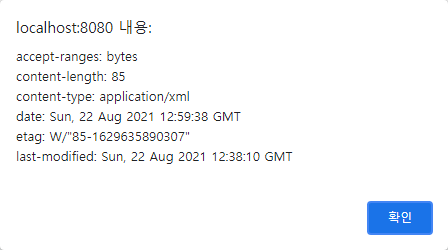 localhost:8080 내용:
accept-ranges: bytes
content-length: 85
content-type: application/xml
date: Sun, 22 Aug 2021 12:59:38 GMT
etag: W/"85-1629635890307"
last-modified: Sun, 22 Aug 2021 12:38:10 GMT
확인